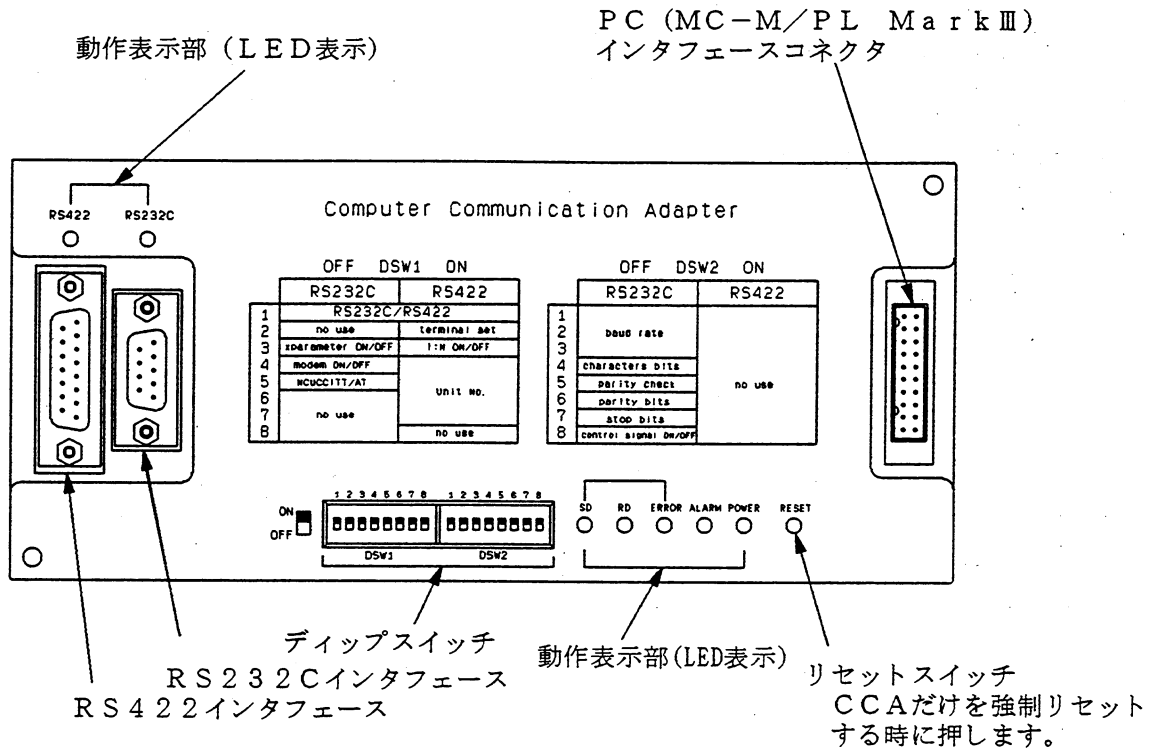 PC（MC－M／PL MarkⅢ）
インタフェースコネクタ
動作表示部（LED表示）
RS422 RS232C
Computer Communication Adapter
OFF DSW1 ON
RS232C RS422
1 RS232C/RS422
2 no use terminal set
3 xparameter ON/OFF 1:N ON/OFF
4 modem ON/OFF
5 NCUCCITT/AT
6 Unit NO.
7 no use
8 no use
OFF DSW2 ON
RS232C RS422
1
2 baud rate
3
4 characters bits
5 parity check no use
6 parity bits
7 stop bits
8 control signal ON/OFF
ON
OFF
1 2 3 4 5 6 7 8 1 2 3 4 5 6 7 8
DSW1 DSW2
SD RD ERROR ALARM POWER RESET
ディップスイッチ
RS232Cインタフェース
RS422インタフェース
動作表示部(LED表示)
リセットスイッチ
CCAだけを強制リセット
する時に押します。